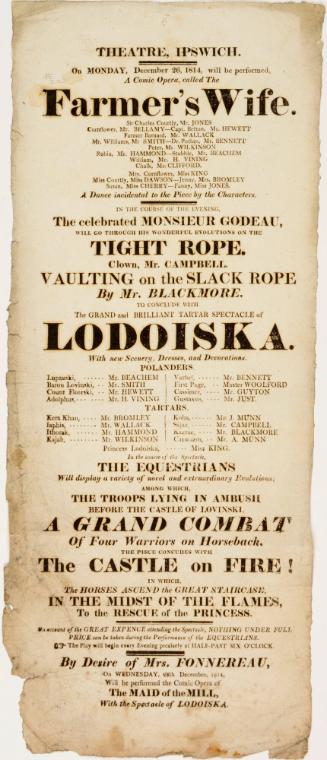 THEATRE, IPSWICH.
On MONDAY, December 26, 1814, will be performed,
A Comic Opera, called The
Farmer's Wife.
Sir Charles Courtly, Mr. JONES
Cornflower, Mr. BELLAMY—Capt. Belton, Mr. HEWETT
Farmer Barnard, Mr. WALLACK
Mr. Williams, Mr. SMITH—Dr. Pother, Mr. BENNETT
Peter, Mr. WILKINSON
Robin, Mr. HAMMOND—Stubble, Mr. BEACHEM
William, Mr. H. VINING
Chalk, Mr. CLIFFORD.
Mrs. Cornflower, Miss KING
Miss Courtly, Miss DAWSON—Jenny, Mrs. BROMLEY
Susan, Miss CHERRY—Fanny, Miss JONES.
A Dance incidental to the Piece by the Characters.
IN THE COURSE OF THE EVENING,
The celebrated MONSIEUR GODEAU,
WILL GO THROUGH HIS WONDERFUL EVOLUTIONS ON THE
TIGHT ROPE.
Clown, Mr. CAMPBELL.
VAULTING on the SLACK ROPE
By Mr. BLACKMORE.
TO CONCLUDE WITH
The GRAND and BRILLIANT TARTAR SPECTACLE of
LODOISKA.
With new Scenery, Dresses, and Decorations.
POLANDERS.
Lupauski, Mr. BEACHEM Varbel, Mr. BENNETT
Baron Lovinski, Mr. SMITH First Page, Master WOOLFORD
Count Floreski, Mr. HEWETT Mr. GUYTON
Adolphus, Mr. H. VINING Gustavus, Mr. JUST
TARTARS.
Kera Khan, Mr. BROMLEY Mr. J. MUNN
Japhis, Mr. WALLACK Mr. CAMPBELL
Ithorak, Mr. HAMMOND Mr. BLACKMORE
Kajah, Mr. WILKINSON Mr. A. MUNN
Princess Lodoiska, Miss KING.
In the course of the Spectacle,
THE EQUESTRIANS
Will display a variety of novel and extraordinary Evolutions;
AMONG WHICH,
THE TROOPS LYING IN AMBUSH
BEFORE THE CASTLE OF LOVINSKI.
A GRAND COMBAT
Of Four Warriors on Horseback.
THE PIECE CONCLUDES WITH
The CASTLE on FIRE!
IN WHICH,
The HORSES ASCEND the GREAT STAIRCASE,
IN THE MIDST OF THE FLAMES,
To the RESCUE of the PRINCESS.
On account of the GREAT EXPENCE attending the Spectacle, NOTHING UNDER FULL
PRICE can be taken during the Performance of the EQUESTRIANS.
☞ The Play will begin every Evening precisely at HALF-PAST SIX O'CLOCK.
By Desire of Mrs. FONNEREAU,
On WEDNESDAY, 28th December, 1814,
Will be performed the Comic Opera of
The MAID of the MILL,
With the Spectacle of LODOISKA.